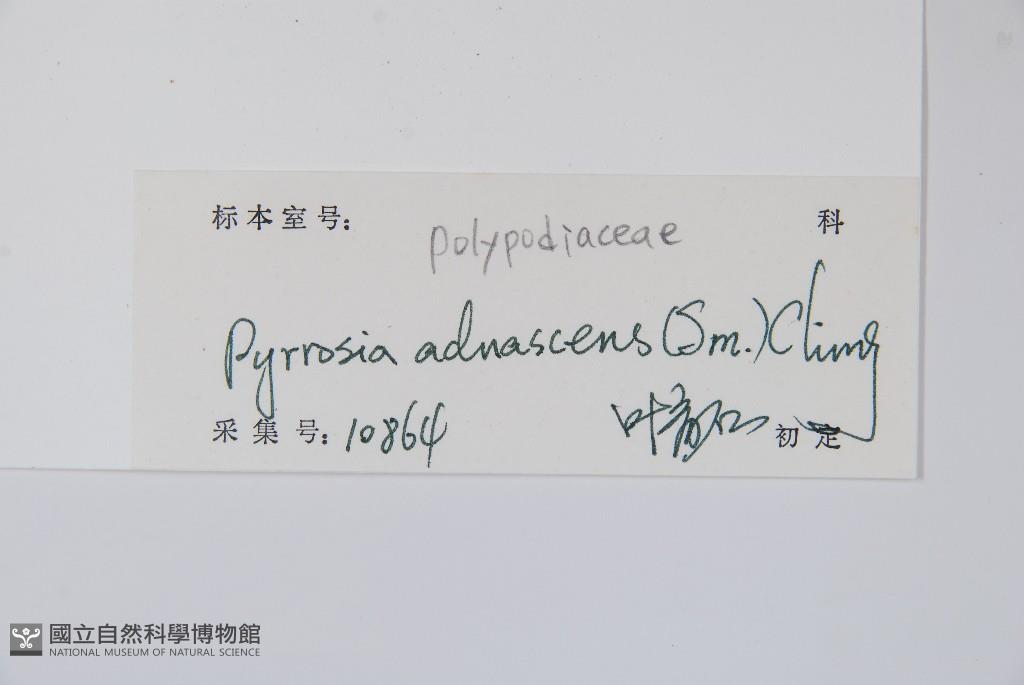 标本室号: Polypodiaceae 科
Pyrrosia adnascens (Sm.) Ching
采集号: 10864 叶 初定
國立自然科學博物館
NATIONAL MUSEUM OF NATURAL SCIENCE